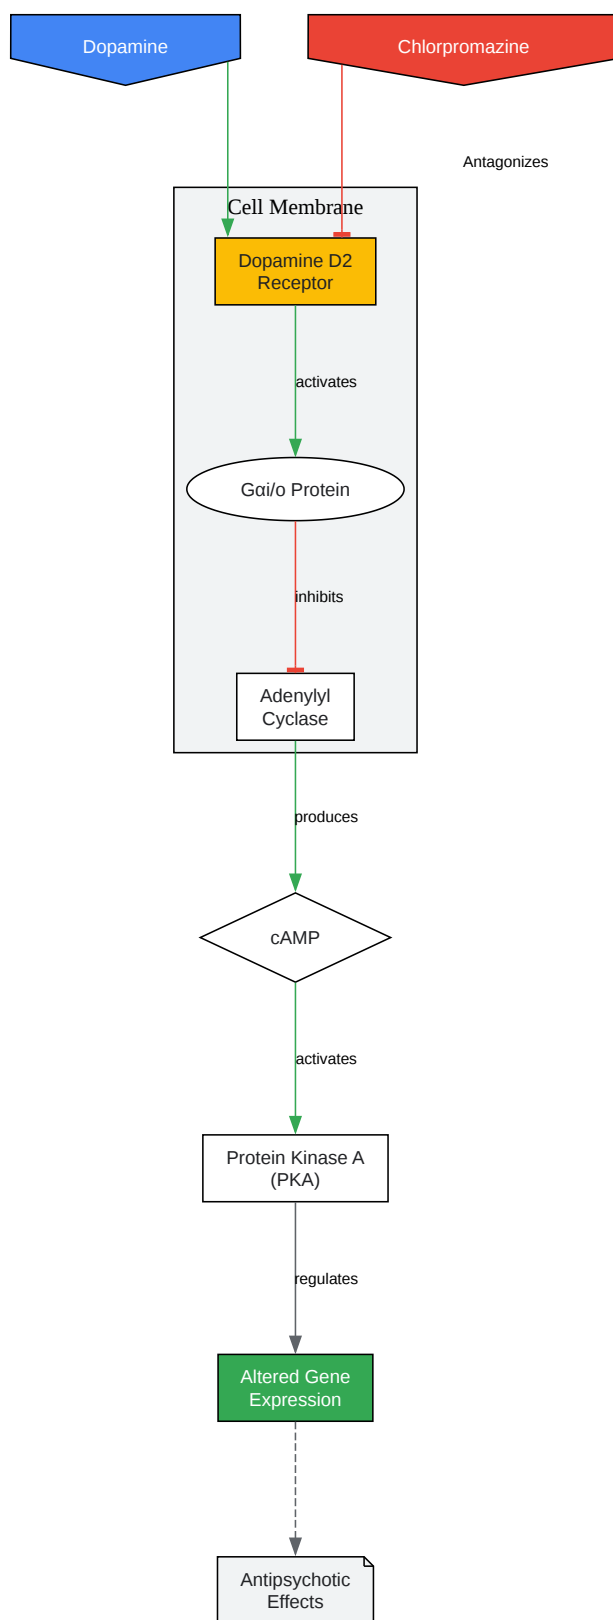 Dopamine
Chlorpromazine
Antagonizes
Cell Membrane
Dopamine D2
Receptor
activates
Gαi/o Protein
inhibits
Adenylyl
Cyclase
produces
cAMP
activates
Protein Kinase A
(PKA)
regulates
Altered Gene
Expression
Antipsychotic
Effects